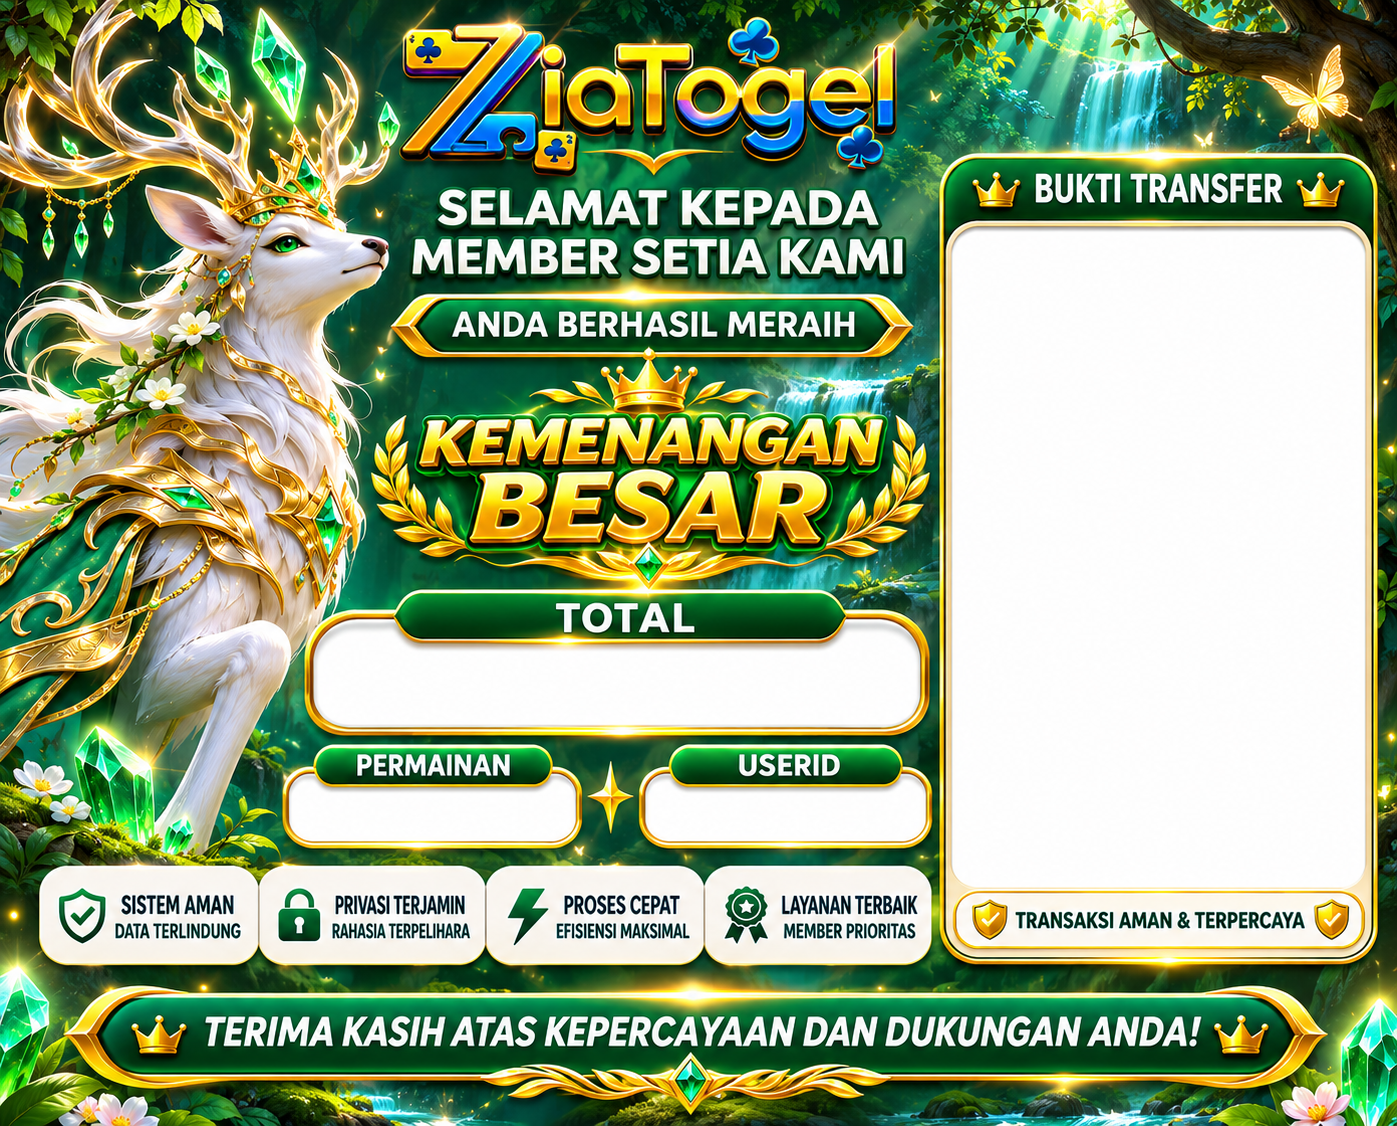 ZiaTogel
SELAMAT KEPADA
MEMBER SETIA KAMI
ANDA BERHASIL MERAIH
KEMENANGAN
BESAR
TOTAL
PERMAINAN
USERID
BUKTI TRANSFER
TRANSAKSI AMAN & TERPERCAYA
SISTEM AMAN
DATA TERLINDUNG
PRIVASI TERJAMIN
RAHASIA TERPELIHARA
PROSES CEPAT
EFISIENSI MAKSIMAL
LAYANAN TERBAIK
MEMBER PRIORITAS
TERIMA KASIH ATAS KEPERCAYAAN DAN DUKUNGAN ANDA!